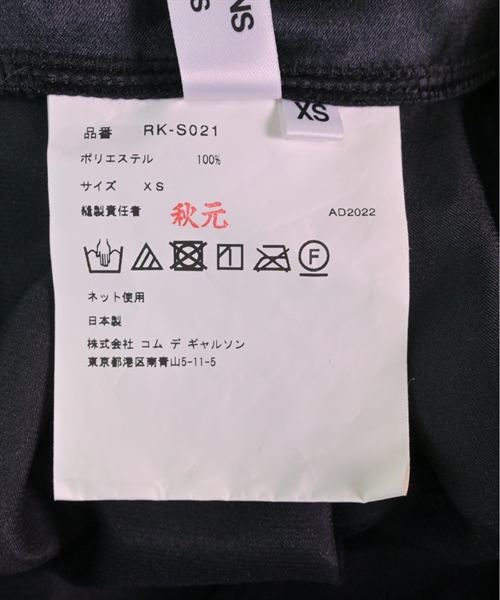 NS
S
XS
品番 RK-S021
ポリエステル 100%
サイズ XS
縫製責任者 秋元 AD2022
F
ネット使用
日本製
株式会社 コム デ ギャルソン
東京都港区南青山5-11-5